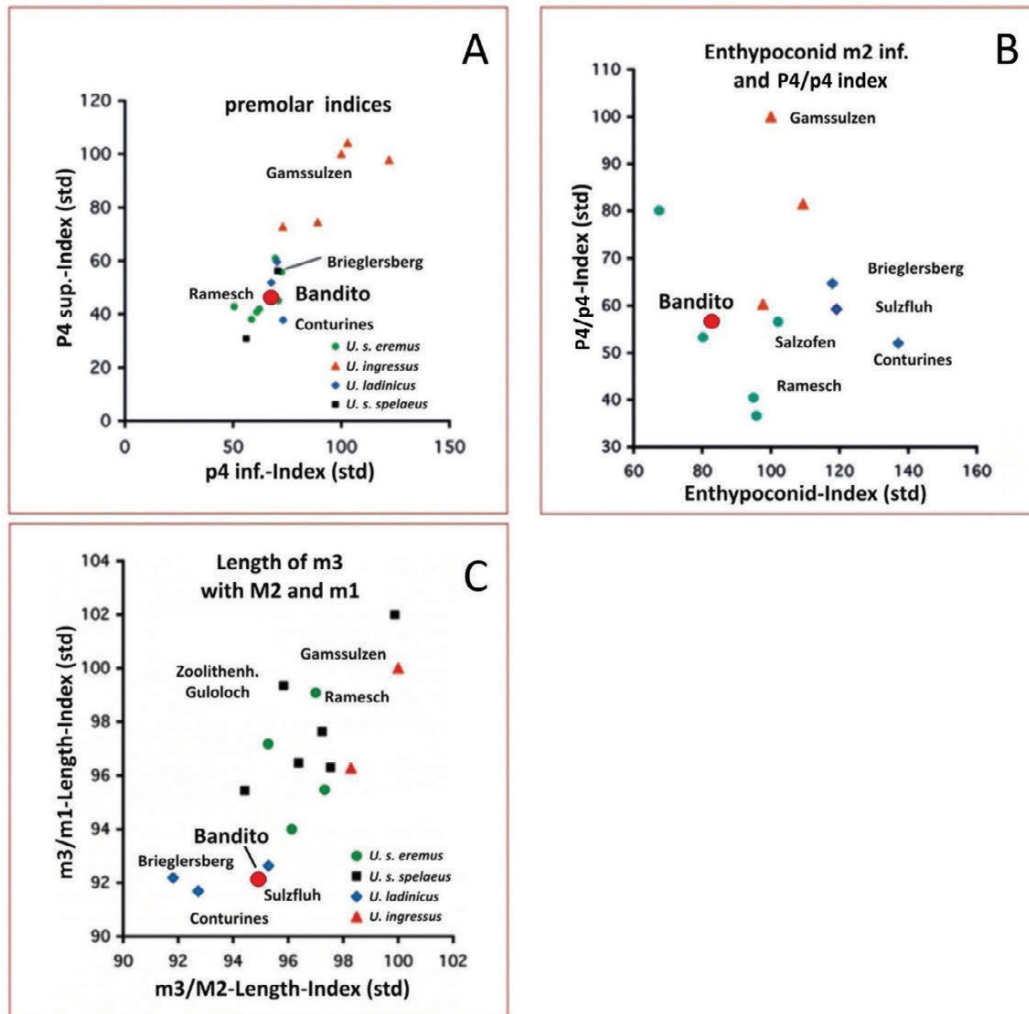 A
premolar indices
P4 sup.-Index (std)
120
100
80
60
40
20
0
Gamssulzen
Brieglersberg
Ramesch
Bandito
Conturines
U. s. eremus
U. ingressus
U. ladinicus
U. s. spelaeus
0 50 100 150
p4 inf.-Index (std)
B
Enthypoconid m2 inf.
and P4/p4 index
P4/p4-Index (std)
110
100
90
80
70
60
50
40
30
Gamssulzen
Brieglersberg
Bandito
Sulzfluh
Salzofen
Conturines
Ramesch
60 80 100 120 140 160
Enthypoconid-Index (std)
C
Length of m3
with M2 and m1
m3/m1-Length-Index (std)
104
102
100
98
96
94
92
90
Gamssulzen
Zoolithenh.
Guloloch
Ramesch
Bandito
Brieglersberg
Sulzfluh
Conturines
U. s. eremus
U. s. spelaeus
U. ladinicus
U. ingressus
90 92 94 96 98 100 102
m3/M2-Length-Index (std)